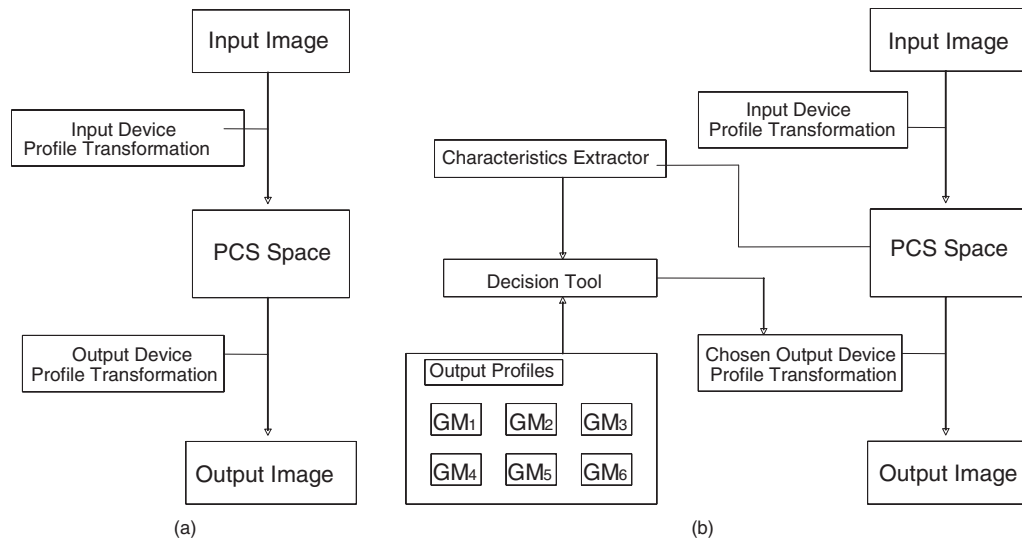 Input Image
Input Device
Profile Transformation
PCS Space
Output Device
Profile Transformation
Output Image
(a)
Input Image
Input Device
Profile Transformation
Characteristics Extractor
PCS Space
Decision Tool
Chosen Output Device
Profile Transformation
Output Profiles
GM1 GM2 GM3
GM4 GM5 GM6
Output Image
(b)